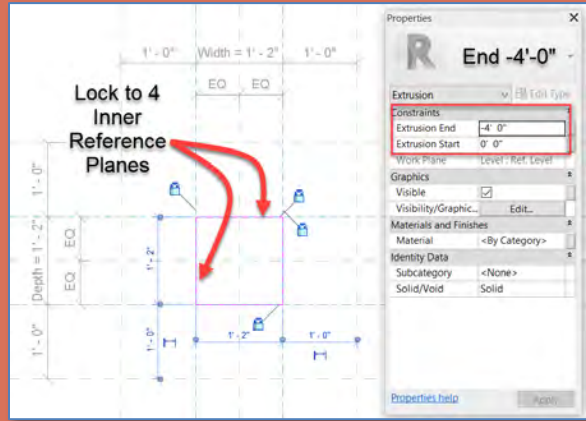 Properties
X
R
End -4'-0"
Extrusion
Edit Type
Constraints
Extrusion End -4' 0"
Extrusion Start 0' 0"
Work Plane Level : Ref. Level
Graphics
Visible
Visibility/Graphic... Edit...
Materials and Finishes
Material <By Category>
Identity Data
Subcategory <None>
Solid/Void Solid
Properties help
Apply
1' - 0" Width = 1' - 2" 1' - 0"
EQ EQ
Lock to 4
Inner
Reference
Planes
1' - 0"
Depth = 1' - 2"
EQ
EQ
1' - 0"
1' - 2"
1' - 0"
1' - 2" 1' - 0"